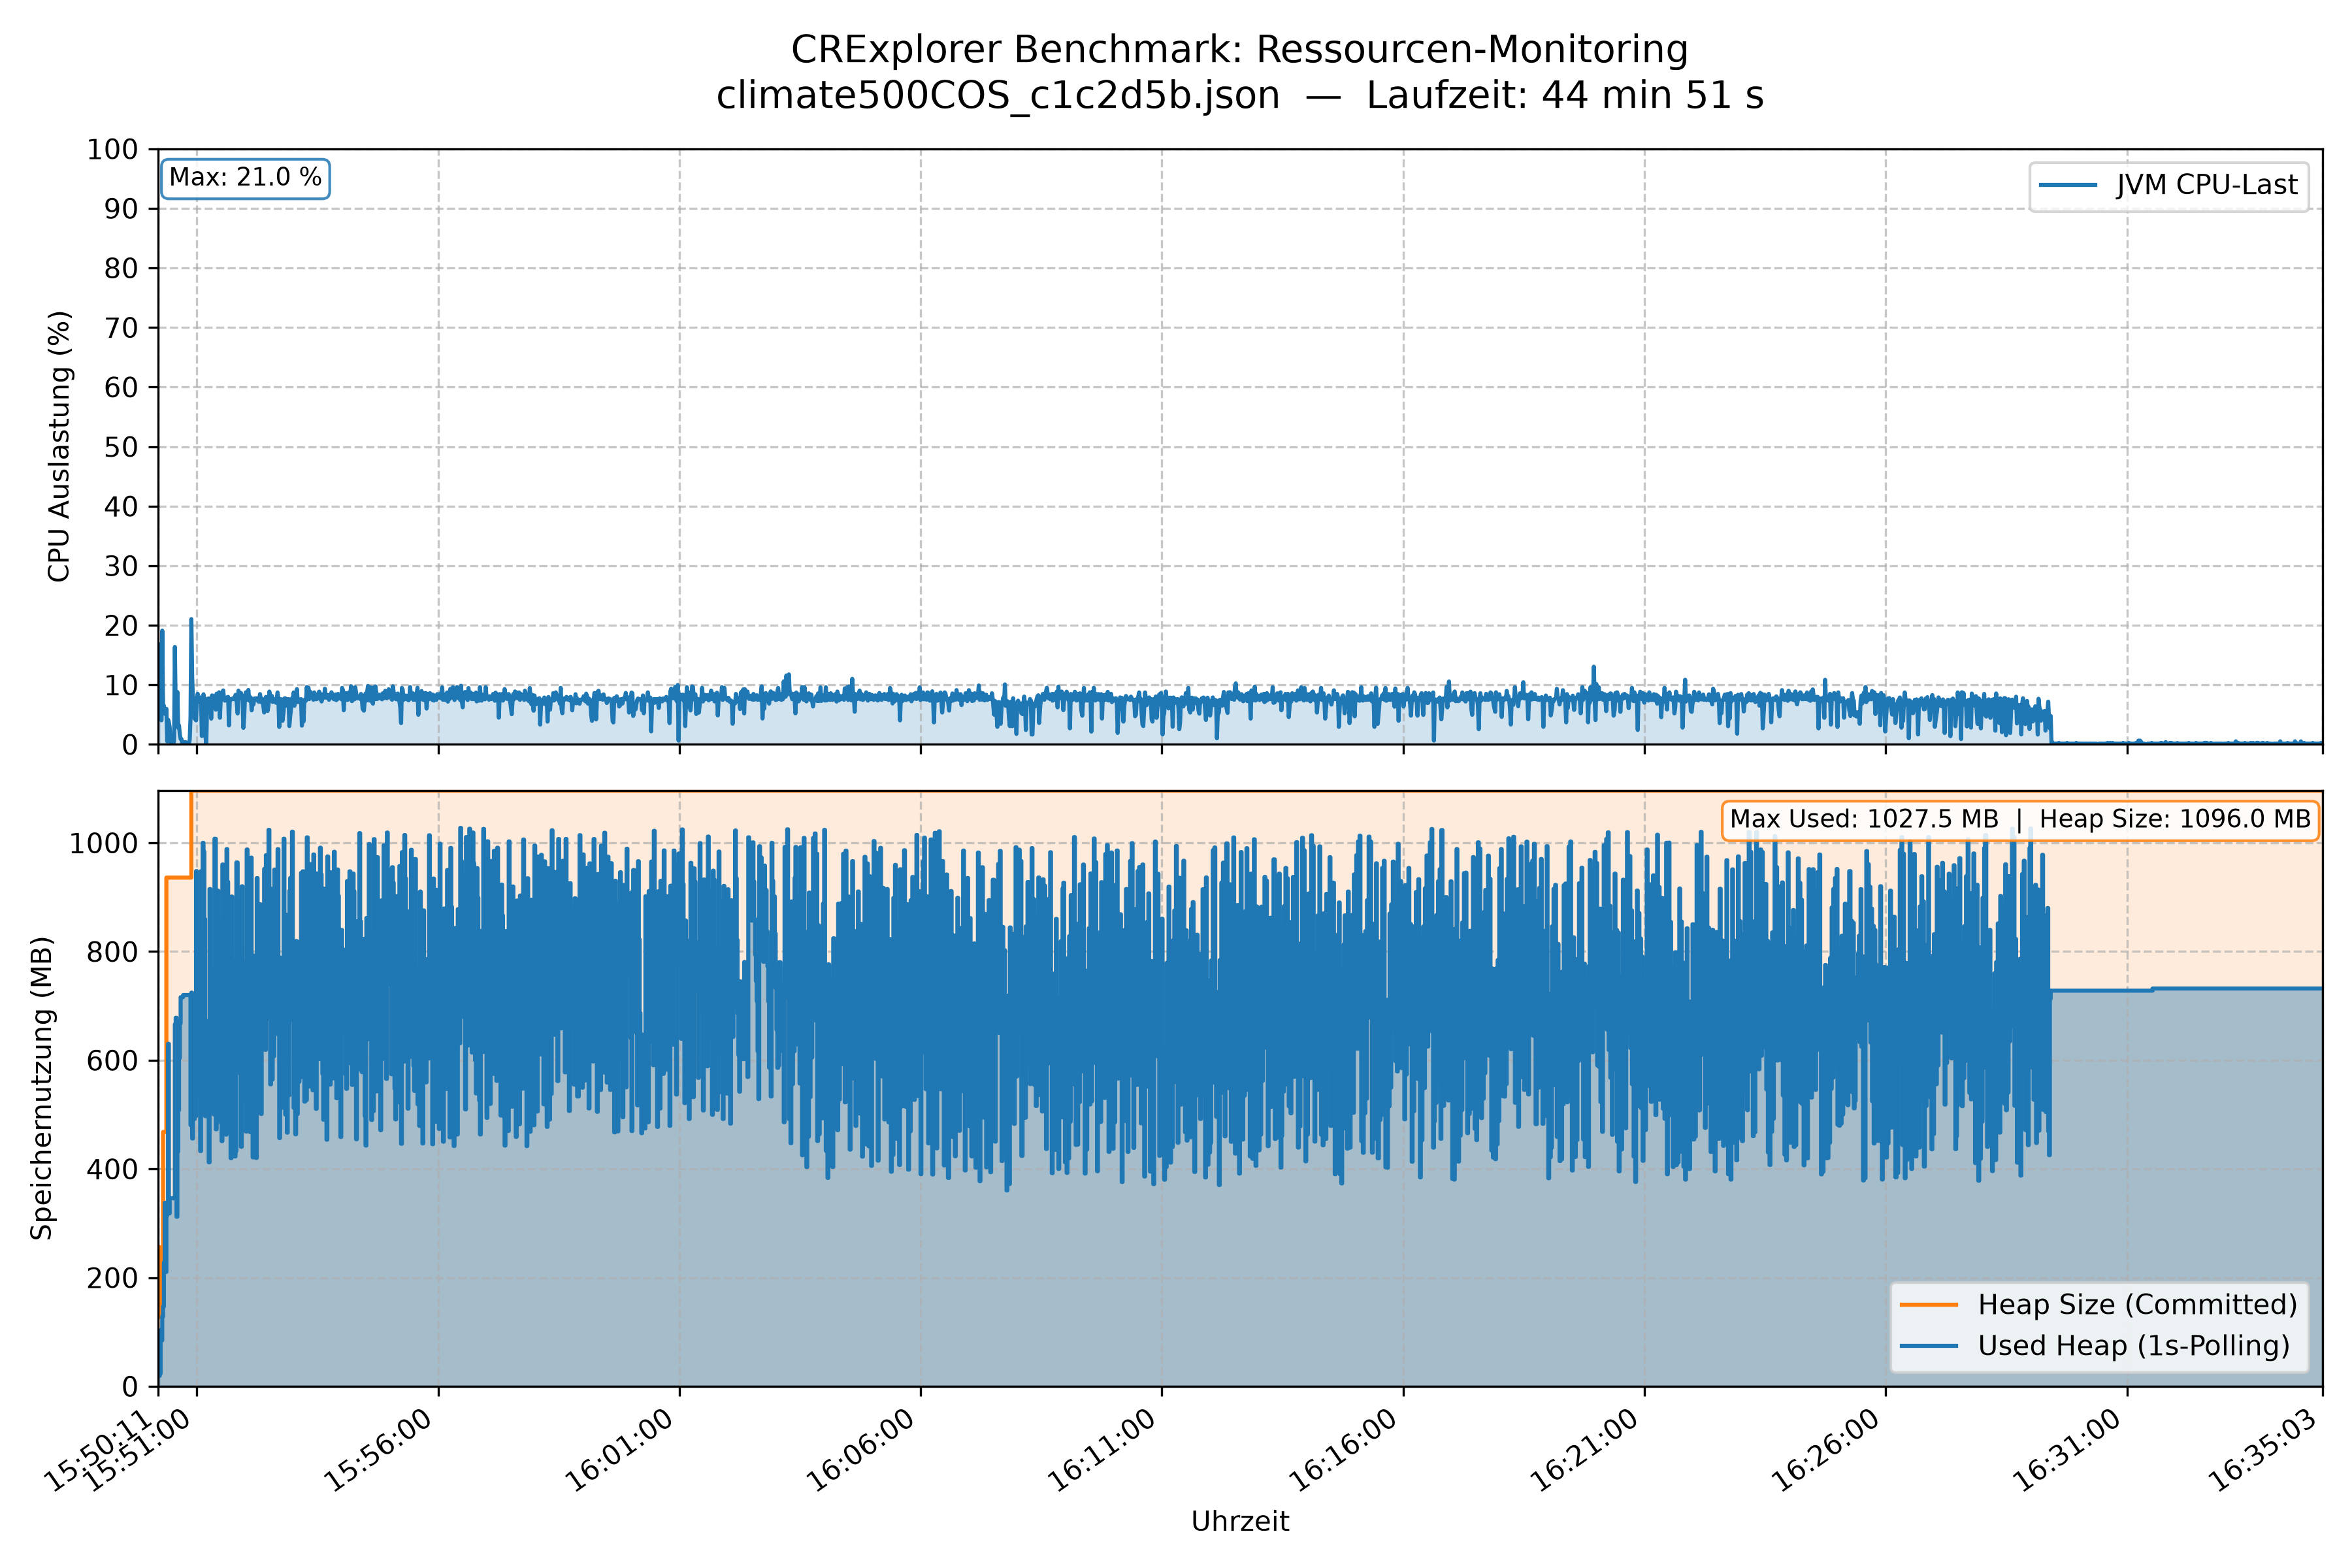 CRExplorer Benchmark: Ressourcen-Monitoring
climate500COS_c1c2d5b.json — Laufzeit: 44 min 51 s
Max: 21.0 %
JVM CPU-Last
CPU Auslastung (%)
100
90
80
70
60
50
40
30
20
10
0
Max Used: 1027.5 MB | Heap Size: 1096.0 MB
Speichernutzung (MB)
1000
800
600
400
200
0
Heap Size (Committed)
Used Heap (1s-Polling)
15:50:11
15:51:00
15:56:00
16:01:00
16:06:00
16:11:00
16:16:00
16:21:00
16:26:00
16:31:00
16:35:03
Uhrzeit